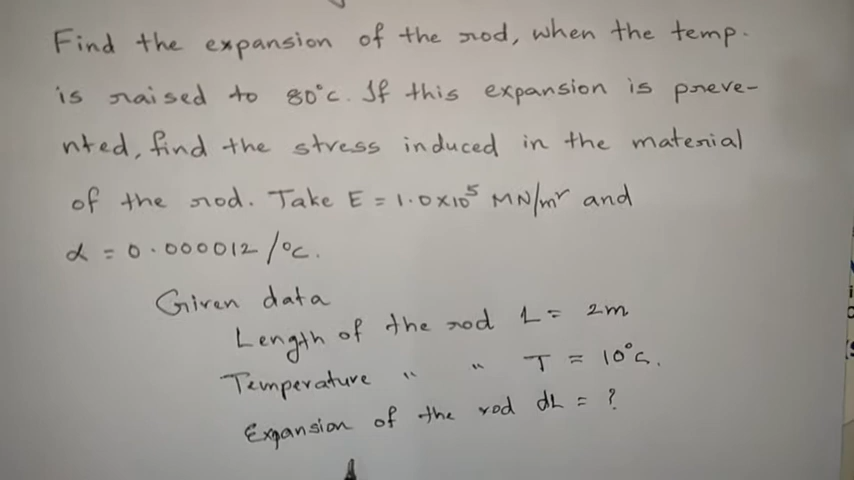 Find the expansion of the rod, when the temp.
is raised to 80°c. If this expansion is preve-
nted, find the stress induced in the material
of the rod. Take E = 1.0×10⁵ MN/m² and
α = 0.000012 /°c.
Given data
Length of the rod L = 2m
Temperature " " T = 10°c.
Expansion of the rod dL = ?